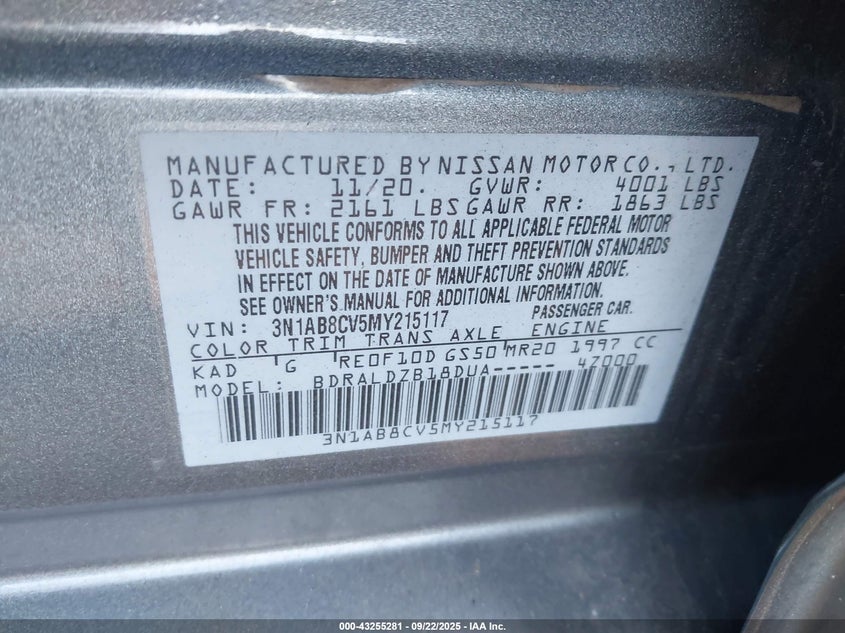 MANUFACTURED BY NISSAN MOTOR CO., LTD.
DATE: 11/20. GVWR: 4001 LBS
GAWR FR: 2161 LBS GAWR RR: 1863 LBS
THIS VEHICLE CONFORMS TO ALL APPLICABLE FEDERAL MOTOR
VEHICLE SAFETY, BUMPER AND THEFT PREVENTION STANDARDS
IN EFFECT ON THE DATE OF MANUFACTURE SHOWN ABOVE.
SEE OWNER'S MANUAL FOR ADDITIONAL INFORMATION.
VIN: 3N1AB8CV5MY215117 PASSENGER CAR.
COLOR TRIM TRANS AXLE ENGINE
KAD G RE0F10D GS50 MR20 1997 CC
MODEL: BDRALDZB18DUA----- 47000
3N1AB8CV5MY215117
000-43255281 - 09/22/2025 - IAA Inc.